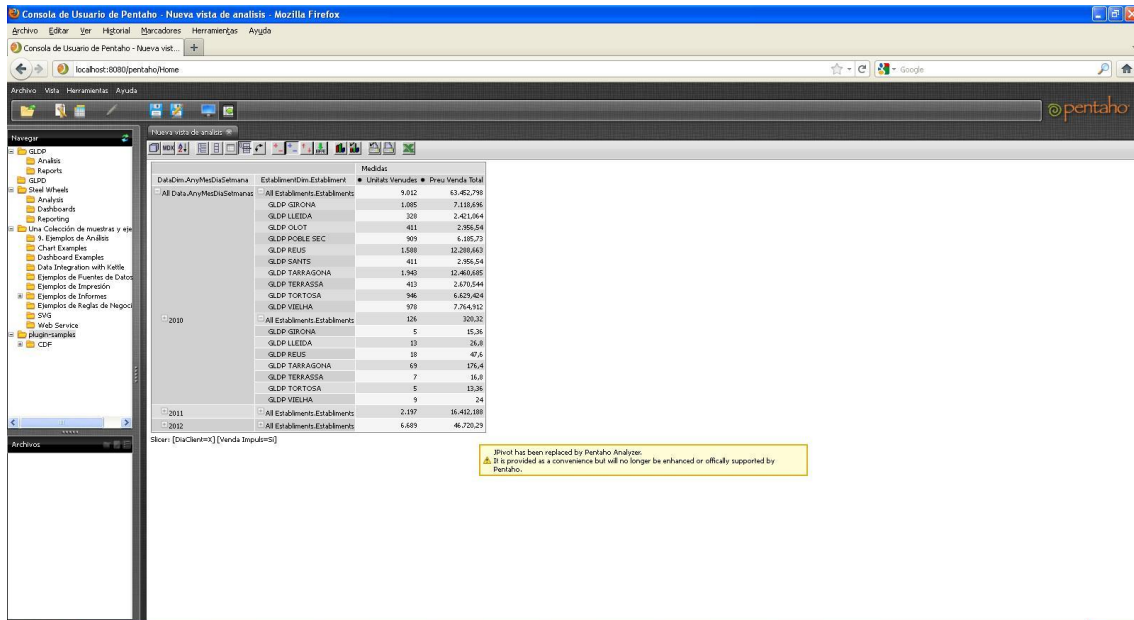 Consola de Usuario de Pentaho - Nueva vista de analisis - Mozilla Firefox
Archivo Editar Ver Historial Marcadores Herramientas Ayuda
Consola de Usuario de Pentaho - Nueva vist...
localhost:8080/pentaho/Home
Google
Archivo Vista Herramientas Ayuda
pentaho
Navegar
GLDP
Analisis
Reports
GLPD
Steel Wheels
Analysis
Dashboards
Reporting
Una Colección de muestras y eje
9. Ejemplos de Análisis
Chart Examples
Dashboard Examples
Data Integration with Kettle
Ejemplos de Fuentes de Datos
Ejemplos de Impresión
Ejemplos de Informes
Ejemplos de Reglas de Negoci
SVG
Web Service
plugin-samples
CDF
Archivos
Nueva vista de analisis
MDX
Medidas
DataDim.AnyMesDiaSetmana EstablimentDim.Establiment Unitats Venudes Preu Venda Total
All Data.AnyMesDiaSetmanas All Establiments.Establiments 9.012 63.452,798
GLDP GIRONA 1.085 7.118,696
GLDP LLEIDA 328 2.421,064
GLDP OLOT 411 2.956,54
GLDP POBLE SEC 909 6.185,73
GLDP REUS 1.588 12.288,663
GLDP SANTS 411 2.956,54
GLDP TARRAGONA 1.943 12.460,685
GLDP TERRASSA 413 2.670,544
GLDP TORTOSA 946 6.629,424
GLDP VIELHA 978 7.764,912
2010 All Establiments.Establiments 126 320,32
GLDP GIRONA 5 15,36
GLDP LLEIDA 13 26,8
GLDP REUS 18 47,6
GLDP TARRAGONA 69 176,4
GLDP TERRASSA 7 16,8
GLDP TORTOSA 5 13,36
GLDP VIELHA 9 24
2011 All Establiments.Establiments 2.197 16.412,188
2012 All Establiments.Establiments 6.689 46.720,29
Slicer: [DiaClient=X] [Venda Impuls=SI]
JPivot has been replaced by Pentaho Analyzer.
It is provided as a convenience but will no longer be enhanced or offically supported by
Pentaho.